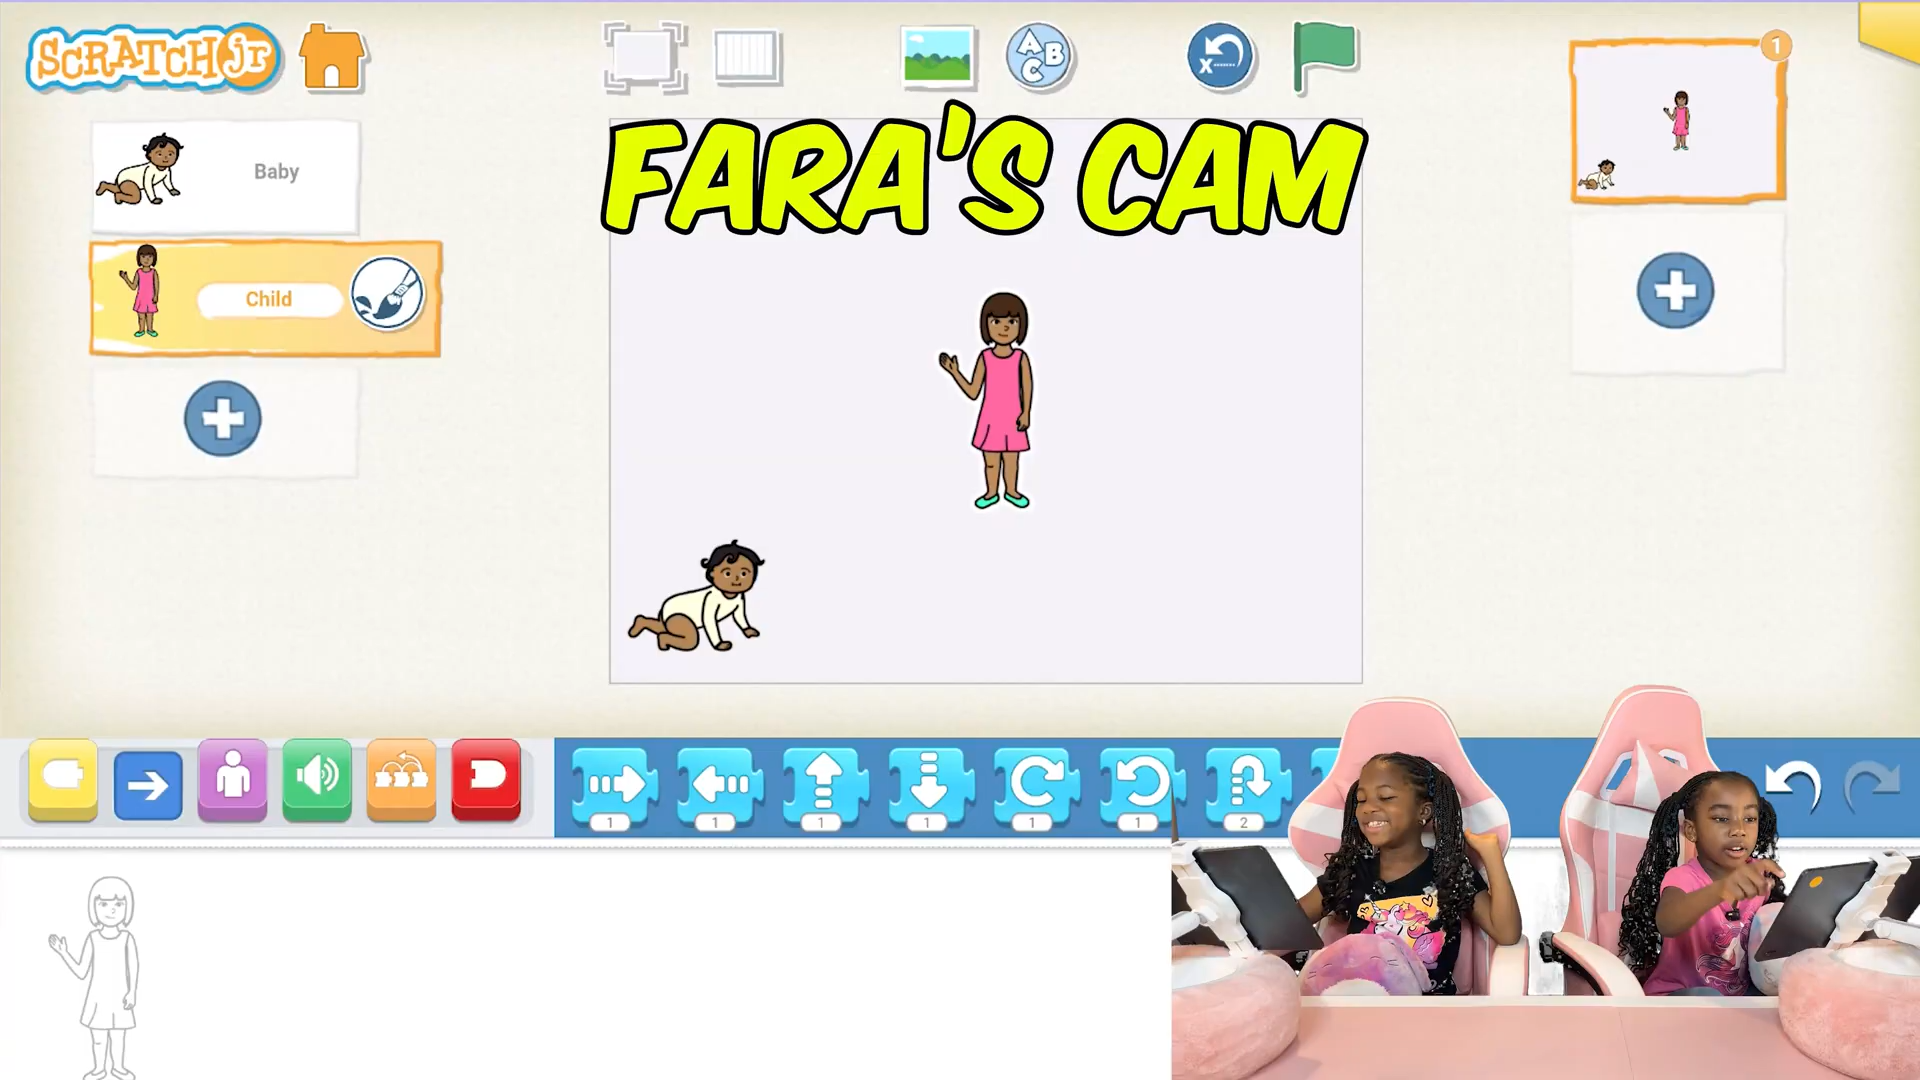 SCRATCHjr
1
A B C
x
FARA'S CAM
Baby
Child
1 1 1 1 1 1 2